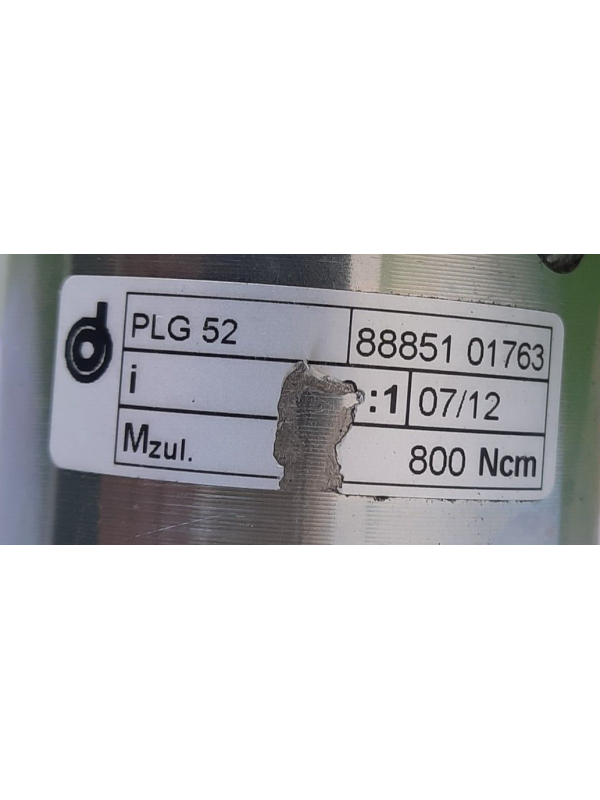 PLG 52 88851 01763
i :1 07/12
Mzul. 800 Ncm